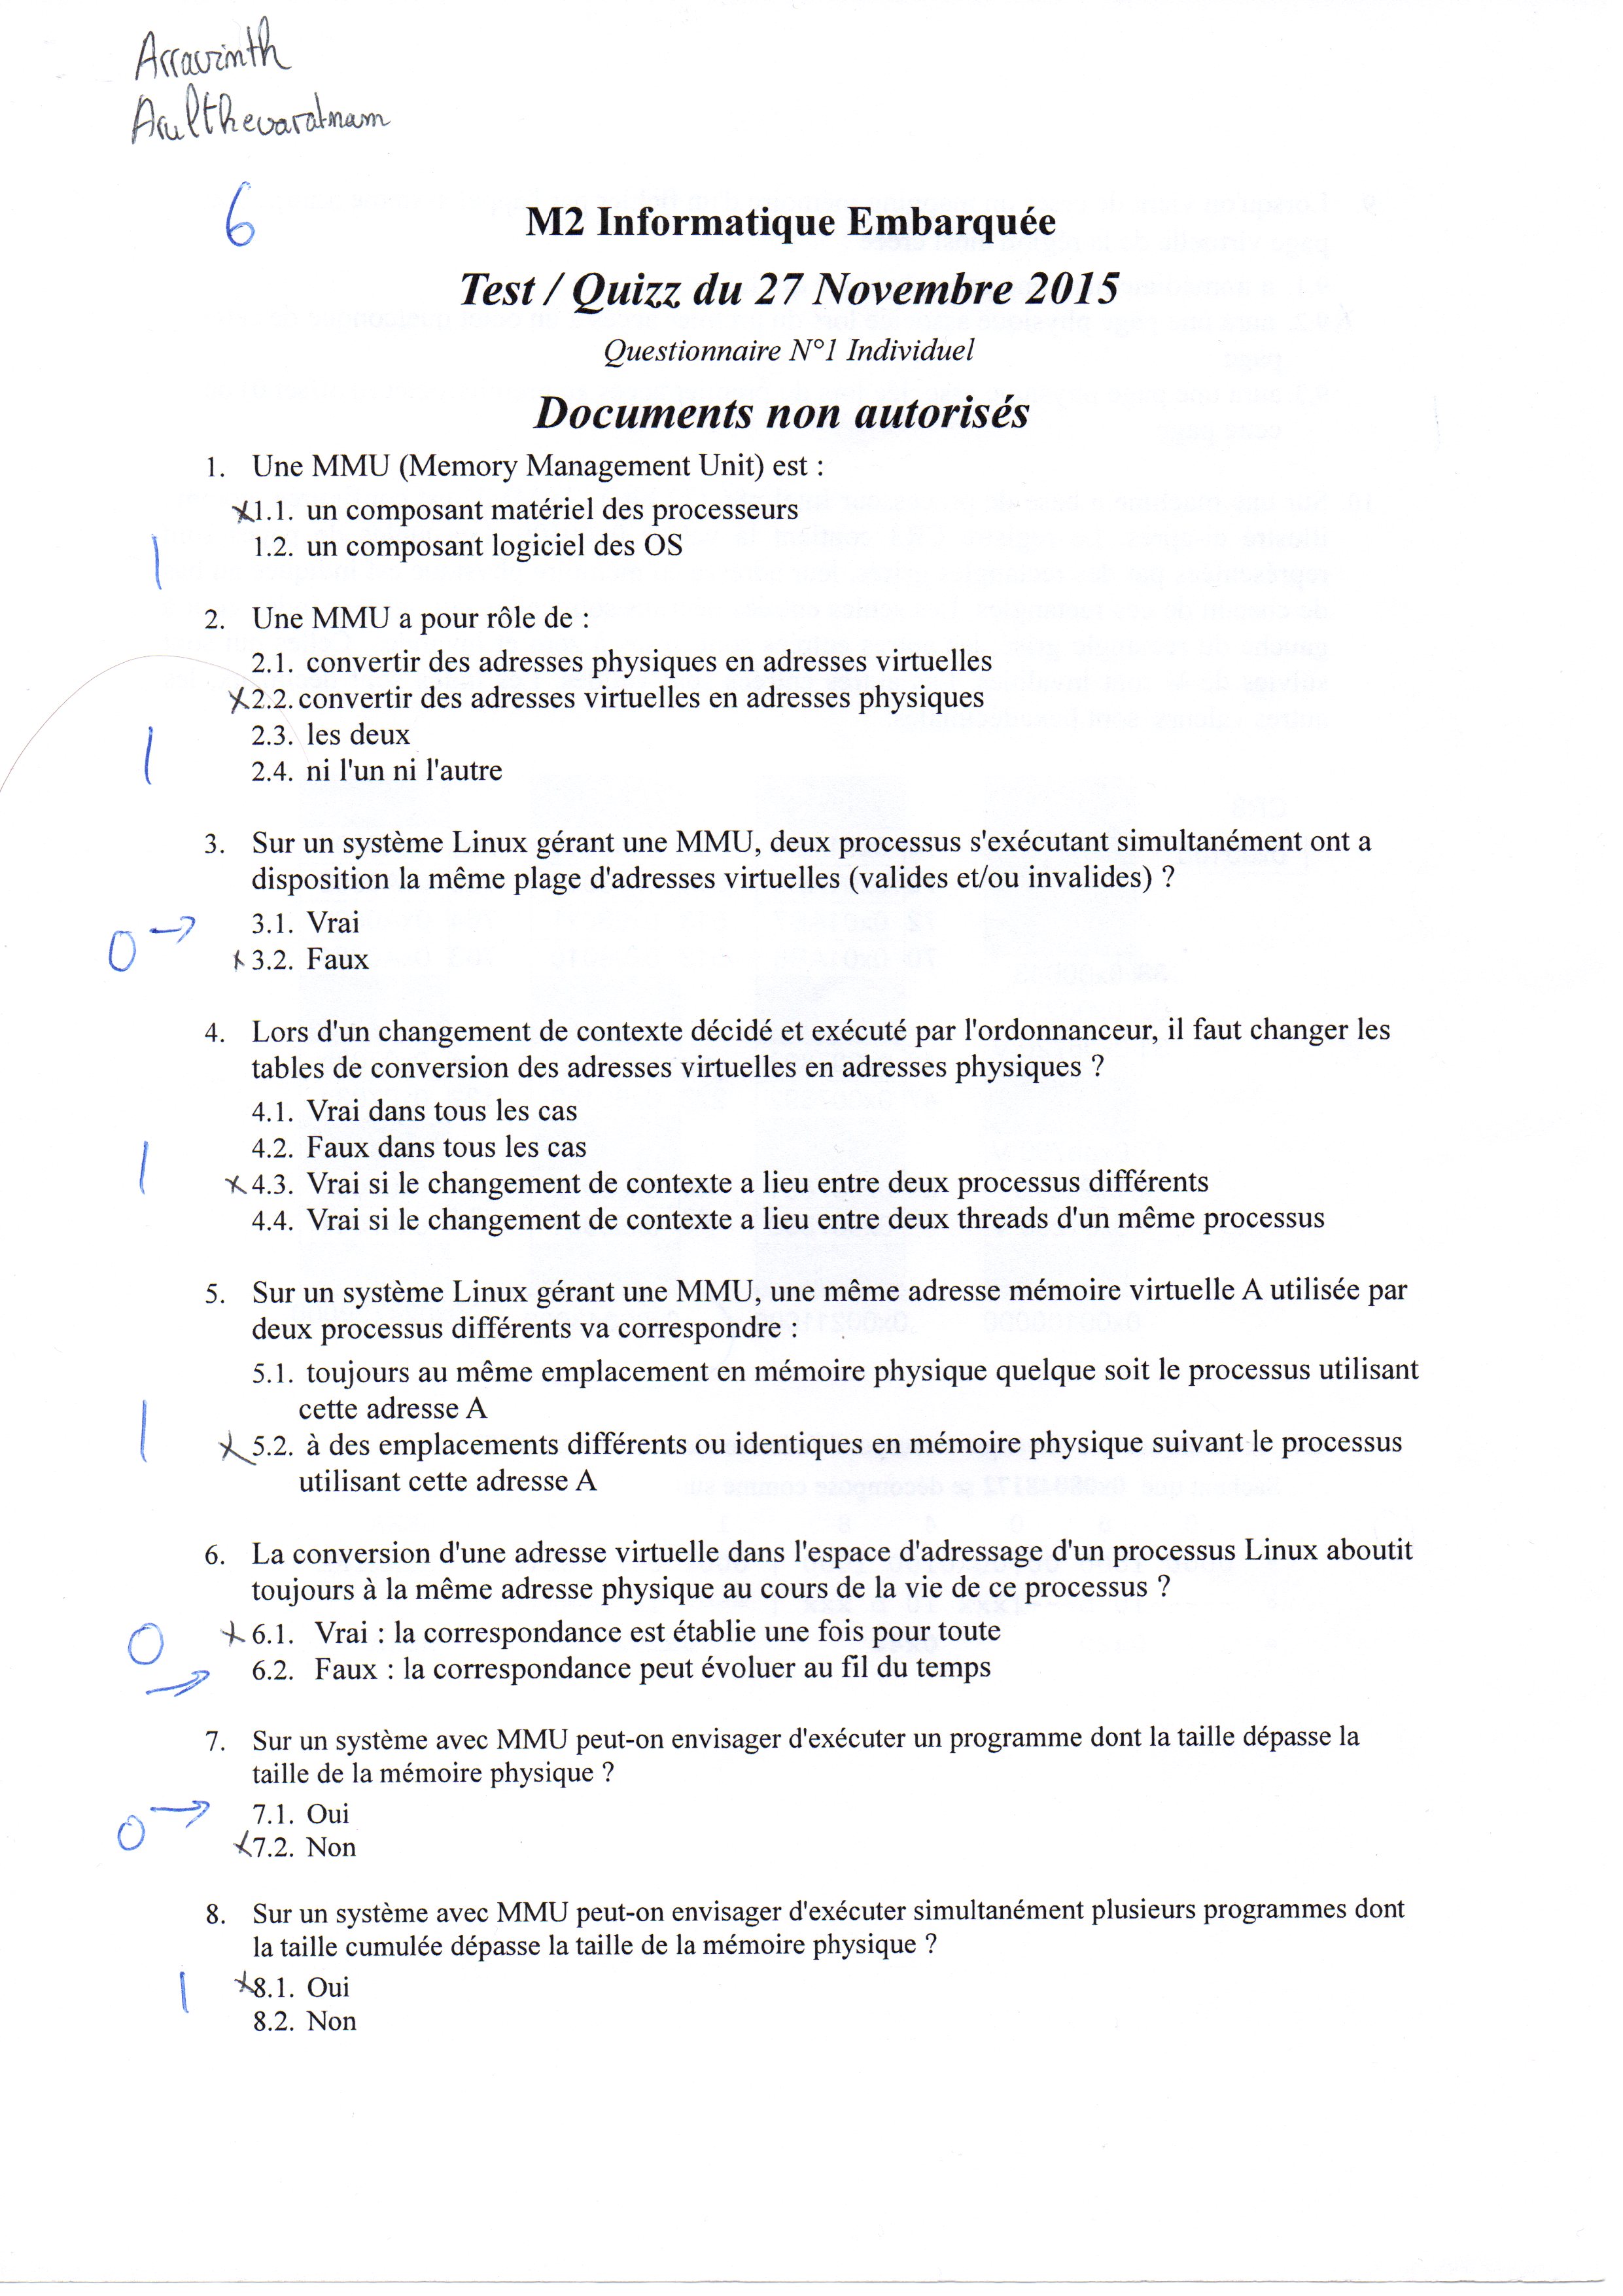 Arravinth
Arulthevaratnam
6
M2 Informatique Embarquée
Test / Quizz du 27 Novembre 2015
Questionnaire N°1 Individuel
Documents non autorisés
1. Une MMU (Memory Management Unit) est :
x 1.1. un composant matériel des processeurs
1.2. un composant logiciel des OS
1
2. Une MMU a pour rôle de :
2.1. convertir des adresses physiques en adresses virtuelles
x 2.2. convertir des adresses virtuelles en adresses physiques
1 2.3. les deux
2.4. ni l'un ni l'autre
3. Sur un système Linux gérant une MMU, deux processus s'exécutant simultanément ont a
disposition la même plage d'adresses virtuelles (valides et/ou invalides) ?
0 → 3.1. Vrai
x 3.2. Faux
4. Lors d'un changement de contexte décidé et exécuté par l'ordonnanceur, il faut changer les
tables de conversion des adresses virtuelles en adresses physiques ?
4.1. Vrai dans tous les cas
4.2. Faux dans tous les cas
1 x 4.3. Vrai si le changement de contexte a lieu entre deux processus différents
4.4. Vrai si le changement de contexte a lieu entre deux threads d'un même processus
5. Sur un système Linux gérant une MMU, une même adresse mémoire virtuelle A utilisée par
deux processus différents va correspondre :
5.1. toujours au même emplacement en mémoire physique quelque soit le processus utilisant
cette adresse A
1 x 5.2. à des emplacements différents ou identiques en mémoire physique suivant le processus
utilisant cette adresse A
6. La conversion d'une adresse virtuelle dans l'espace d'adressage d'un processus Linux aboutit
toujours à la même adresse physique au cours de la vie de ce processus ?
0 x 6.1. Vrai : la correspondance est établie une fois pour toute
→ 6.2. Faux : la correspondance peut évoluer au fil du temps
7. Sur un système avec MMU peut-on envisager d'exécuter un programme dont la taille dépasse la
taille de la mémoire physique ?
0 → 7.1. Oui
x 7.2. Non
8. Sur un système avec MMU peut-on envisager d'exécuter simultanément plusieurs programmes dont
la taille cumulée dépasse la taille de la mémoire physique ?
1 x 8.1. Oui
8.2. Non